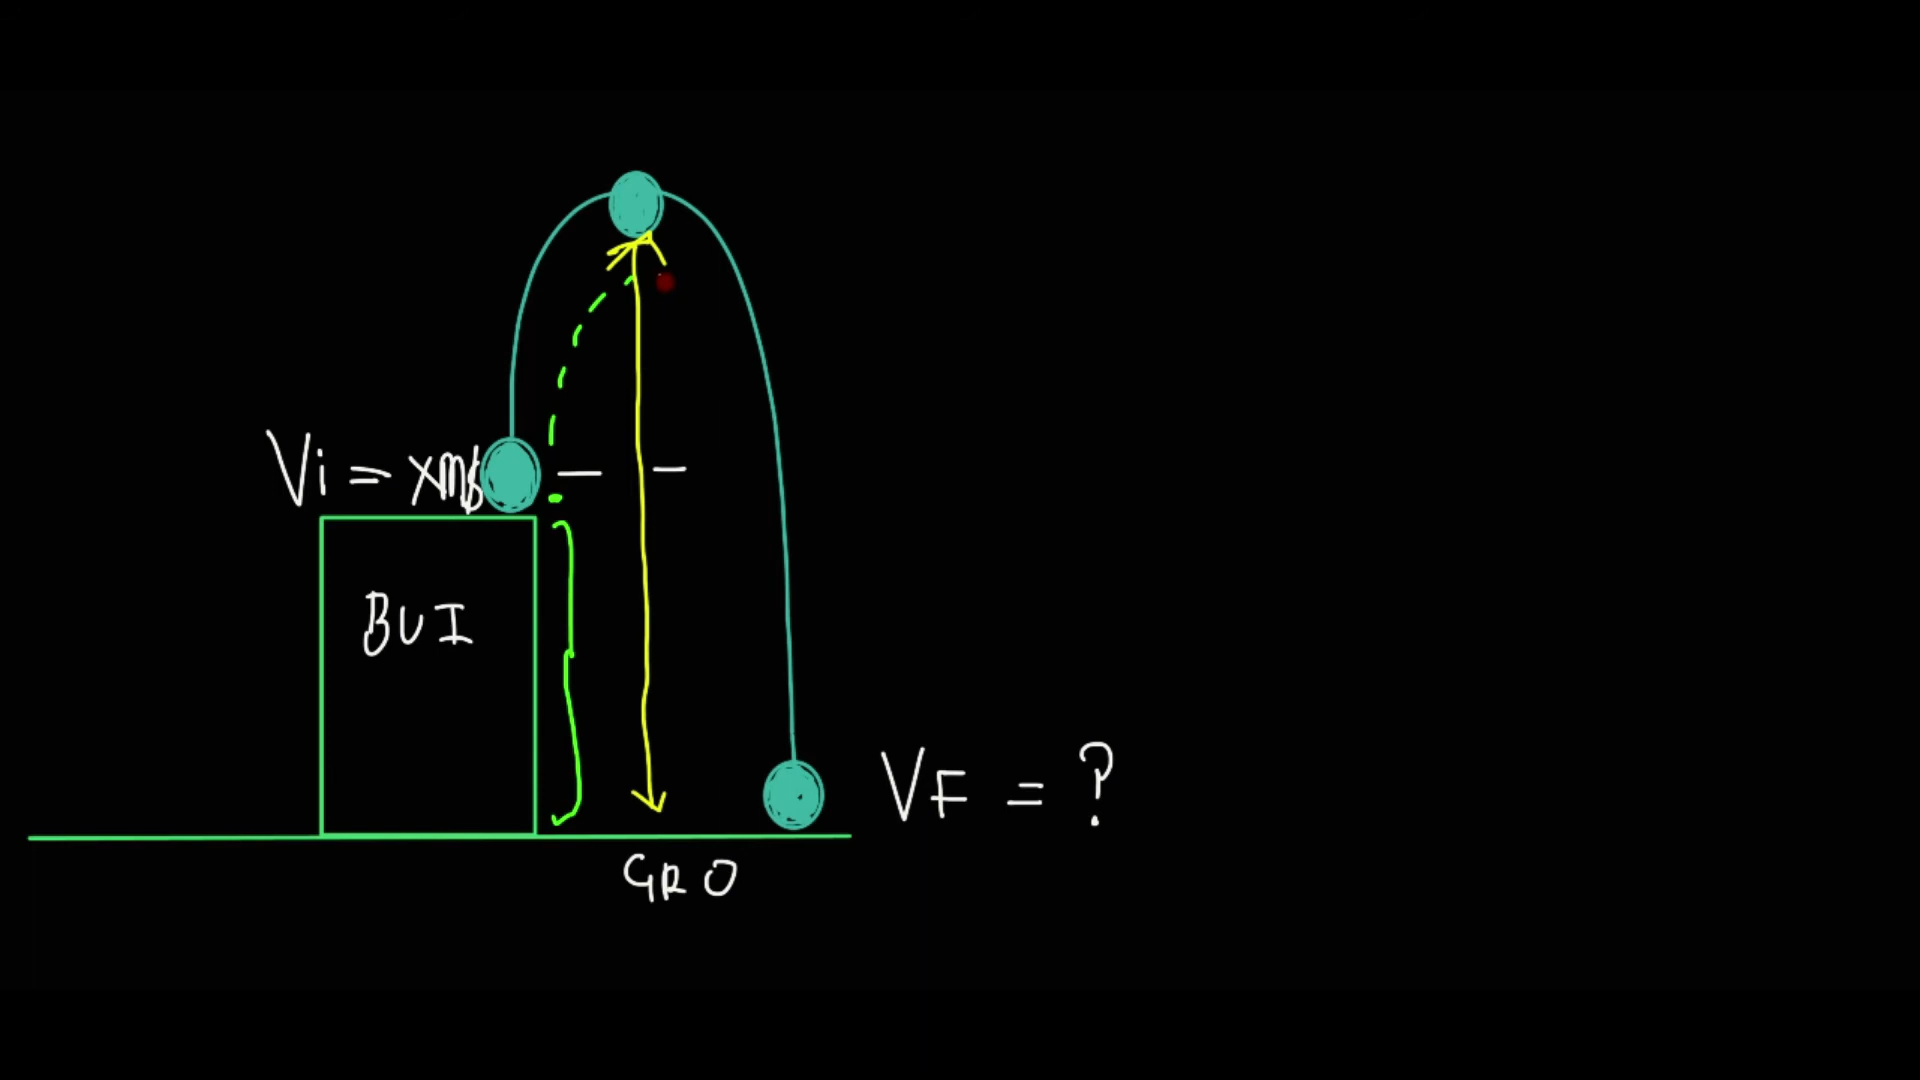 Vi = xm/s
BUI
VF = ?
GRO